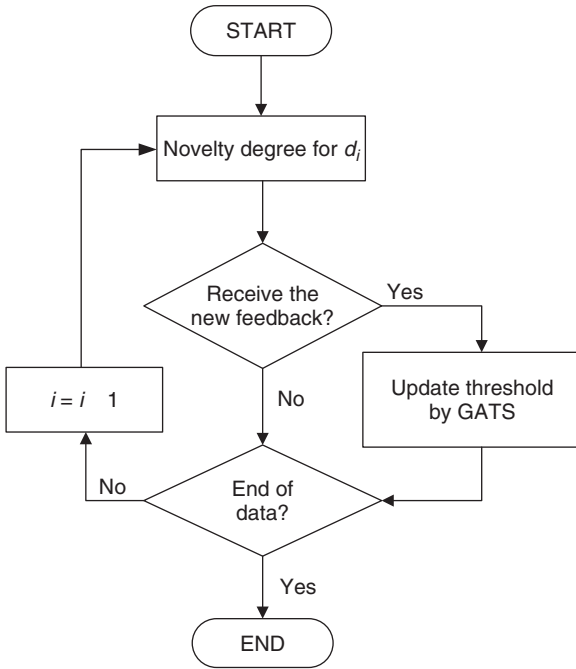 START
Novelty degree for dᵢ
Receive the
new feedback?
Yes
Update threshold
by GATS
No
i = i 1
End of
data?
No
Yes
END